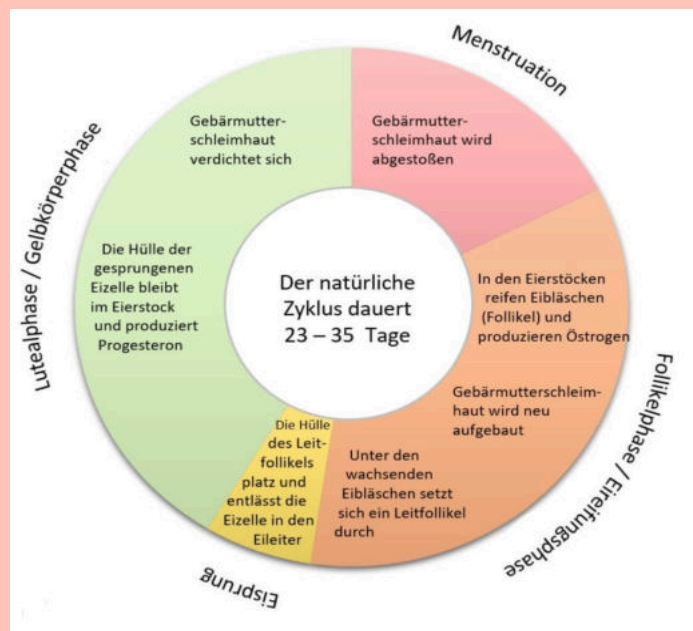 Menstruation
Gebärmutter-
schleimhaut wird
abgestoßen
In den Eierstöcken
reifen Eibläschen
(Follikel) und
produzieren Östrogen
Gebärmutterschleim-
haut wird neu
aufgebaut
Unter den
wachsenden
Eibläschen setzt
sich ein Leitfollikel
durch
Follikelphase / Eireifungsphase
Die Hülle
des Leit-
follikels
platz und
entlässt die
Eizelle in den
Eileiter
Eisprung
Die Hülle der
gesprungenen
Eizelle bleibt
im Eierstock
und produziert
Progesteron
Gebärmutter-
schleimhaut
verdichtet sich
Lutealphase / Gelbkörperphase
Der natürliche
Zyklus dauert
23 – 35 Tage